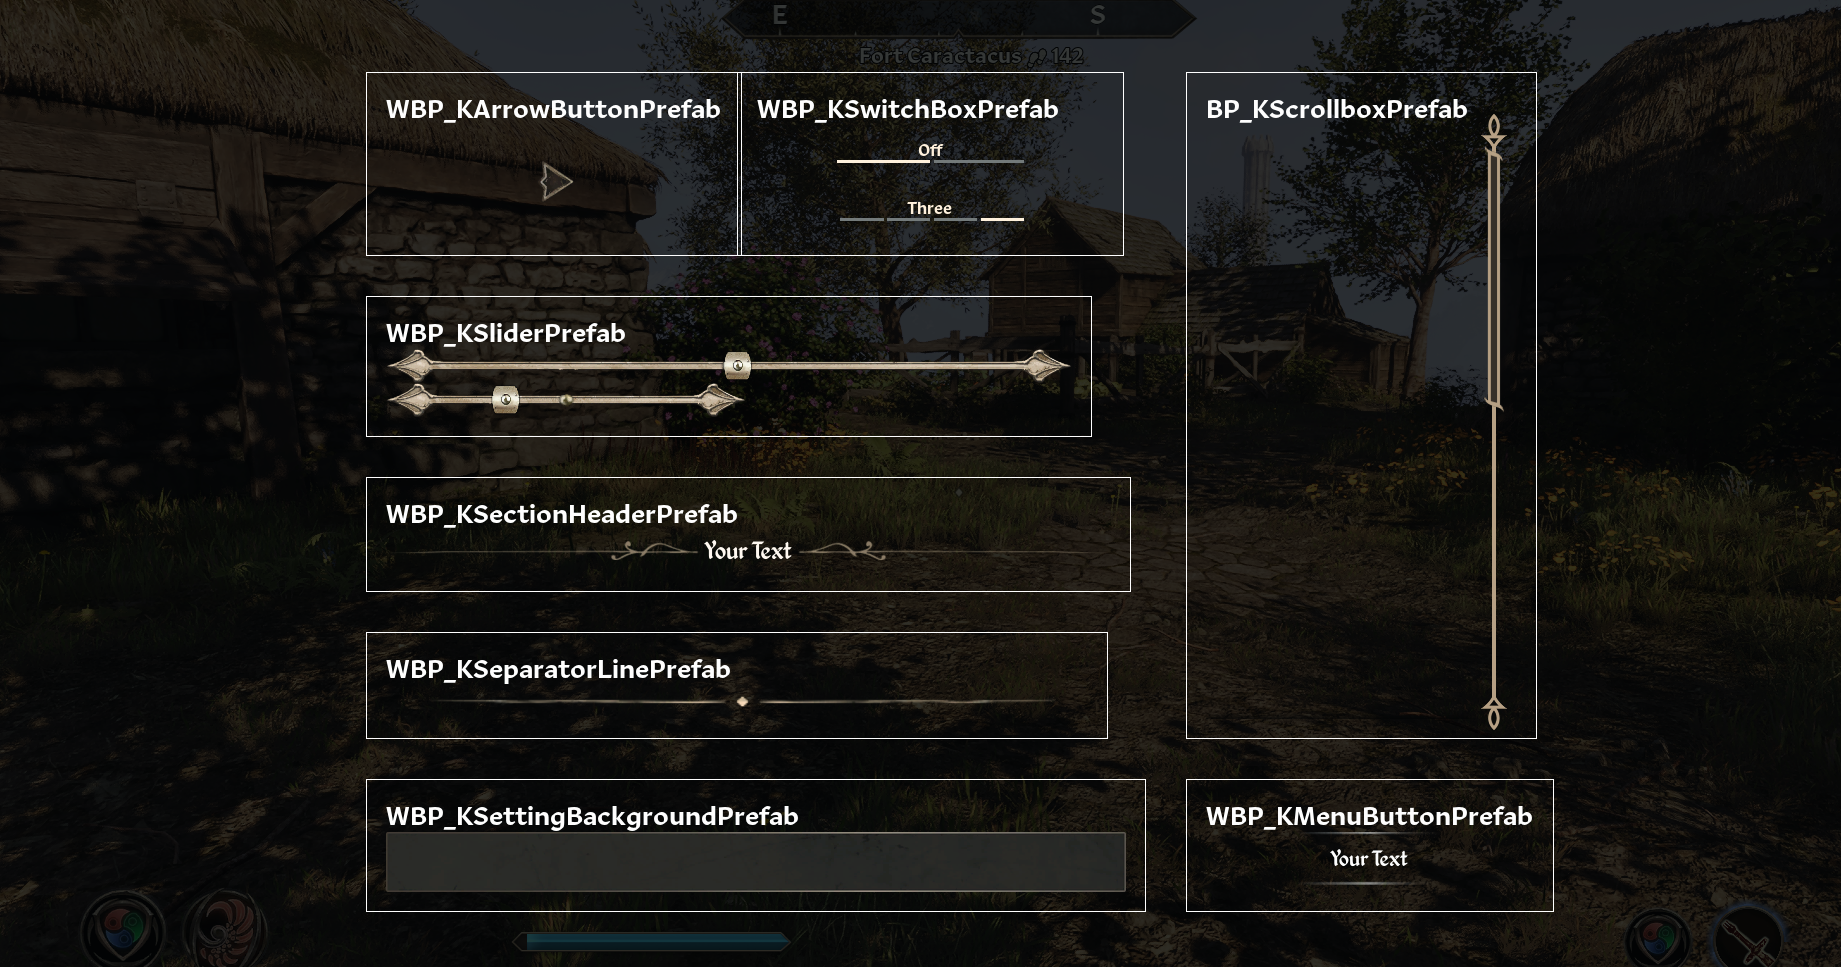 E S
Fort Caractacus 142
WBP_KArrowButtonPrefab
WBP_KSwitchBoxPrefab
Off
Three
BP_KScrollboxPrefab
WBP_KSliderPrefab
WBP_KSectionHeaderPrefab
Your Text
WBP_KSeparatorLinePrefab
WBP_KSettingBackgroundPrefab
WBP_KMenuButtonPrefab
Your Text